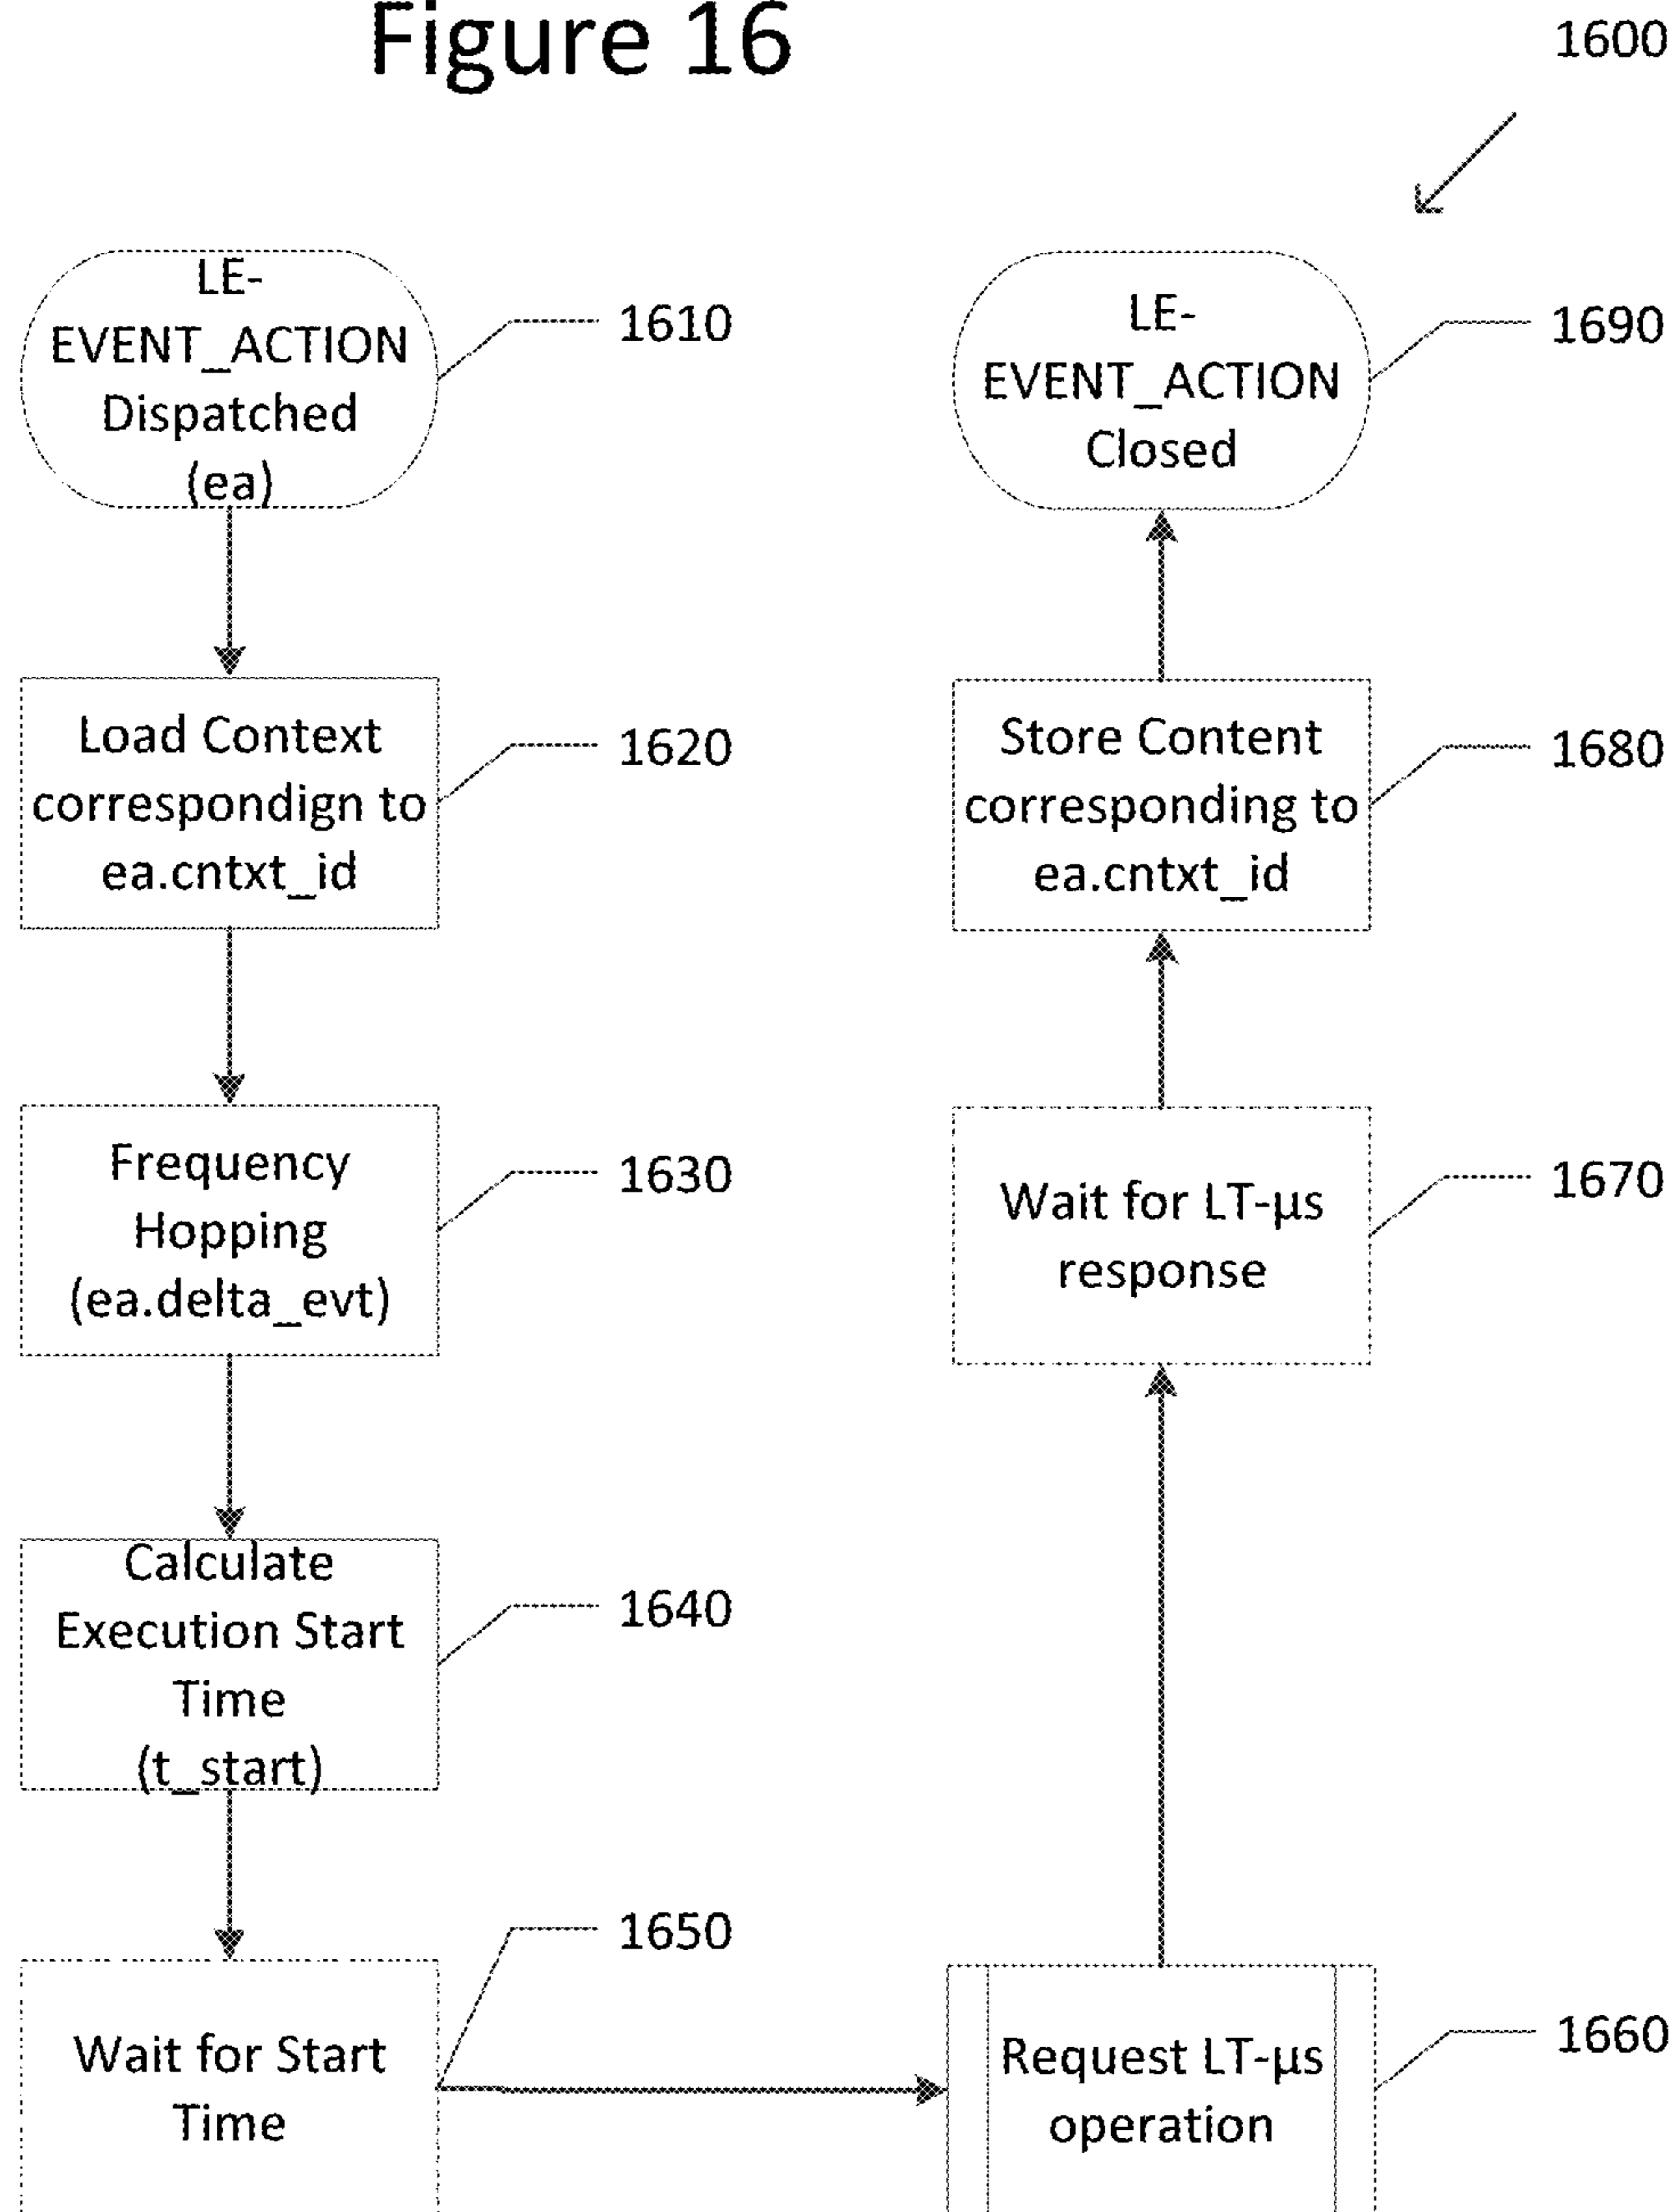 Figure 16
1600
LE-
EVENT_ACTION
Dispatched
(ea)
1610
Load Context
correspondign to
ea.cntxt_id
1620
Frequency
Hopping
(ea.delta_evt)
1630
Calculate
Execution Start
Time
(t_start)
1640
Wait for Start
Time
1650
Request LT-µs
operation
1660
Wait for LT-µs
response
1670
Store Content
corresponding to
ea.cntxt_id
1680
LE-
EVENT_ACTION
Closed
1690